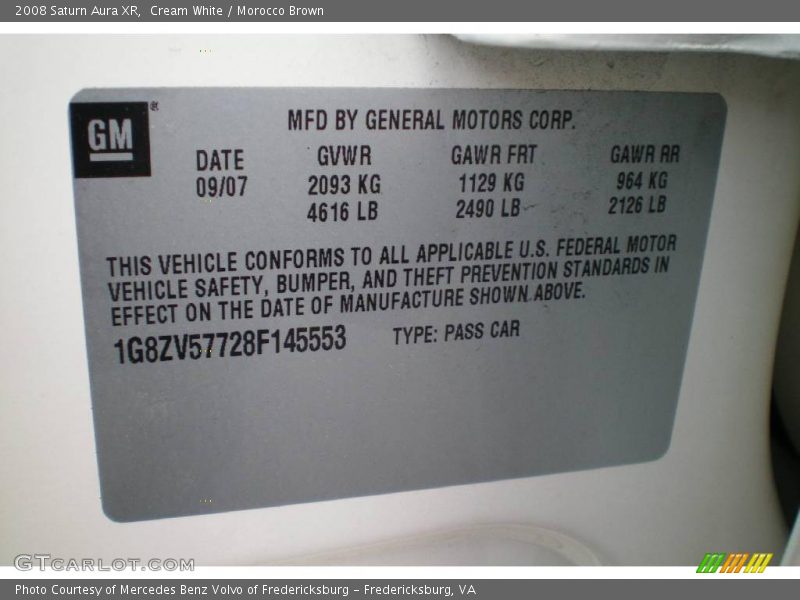 2008 Saturn Aura XR,  Cream White / Morocco Brown
GM®
MFD BY GENERAL MOTORS CORP.
DATE GVWR GAWR FRT GAWR RR
09/07 2093 KG 1129 KG 964 KG
4616 LB 2490 LB 2126 LB
THIS VEHICLE CONFORMS TO ALL APPLICABLE U.S. FEDERAL MOTOR
VEHICLE SAFETY, BUMPER, AND THEFT PREVENTION STANDARDS IN
EFFECT ON THE DATE OF MANUFACTURE SHOWN ABOVE.
1G8ZV57728F145553 TYPE: PASS CAR
GTCARLOT.COM
Photo Courtesy of Mercedes Benz Volvo of Fredericksburg – Fredericksburg, VA